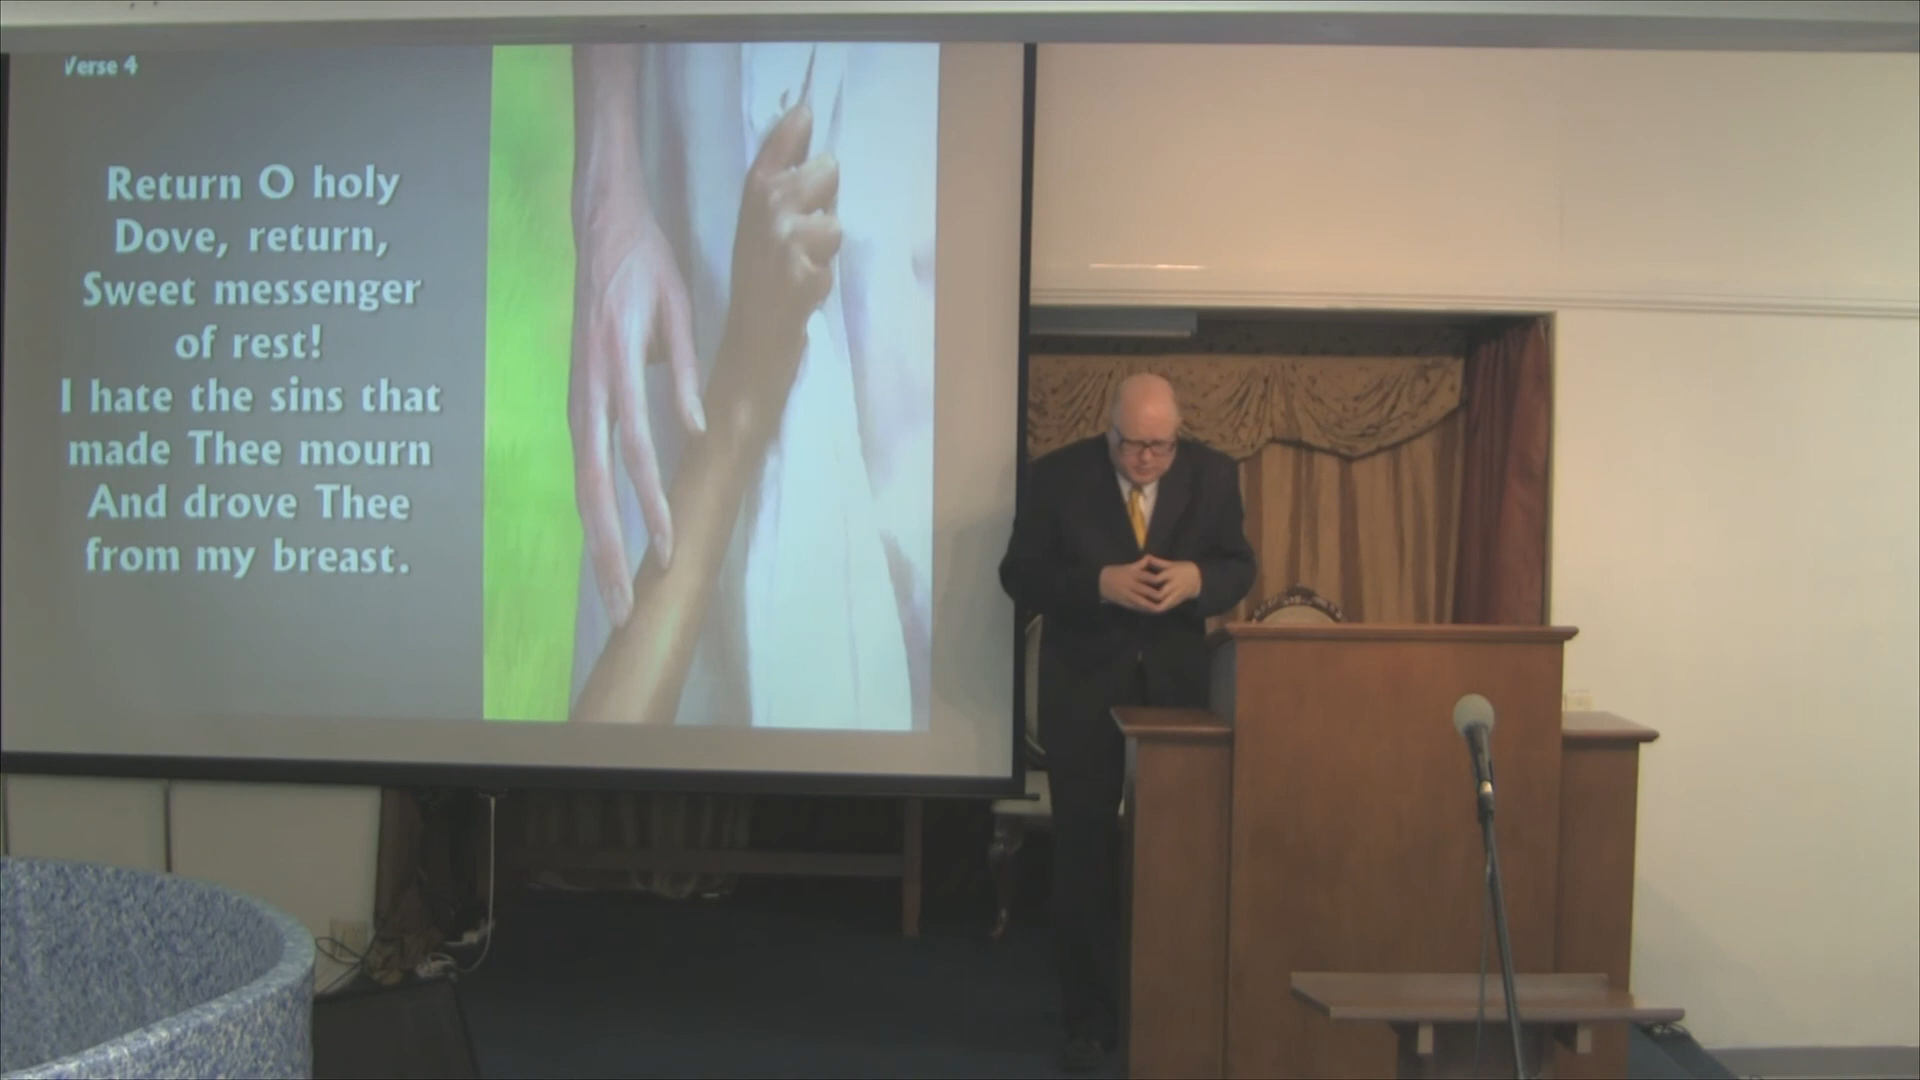 Verse 4
Return O holy
Dove, return,
Sweet messenger
of rest!
I hate the sins that
made Thee mourn
And drove Thee
from my breast.